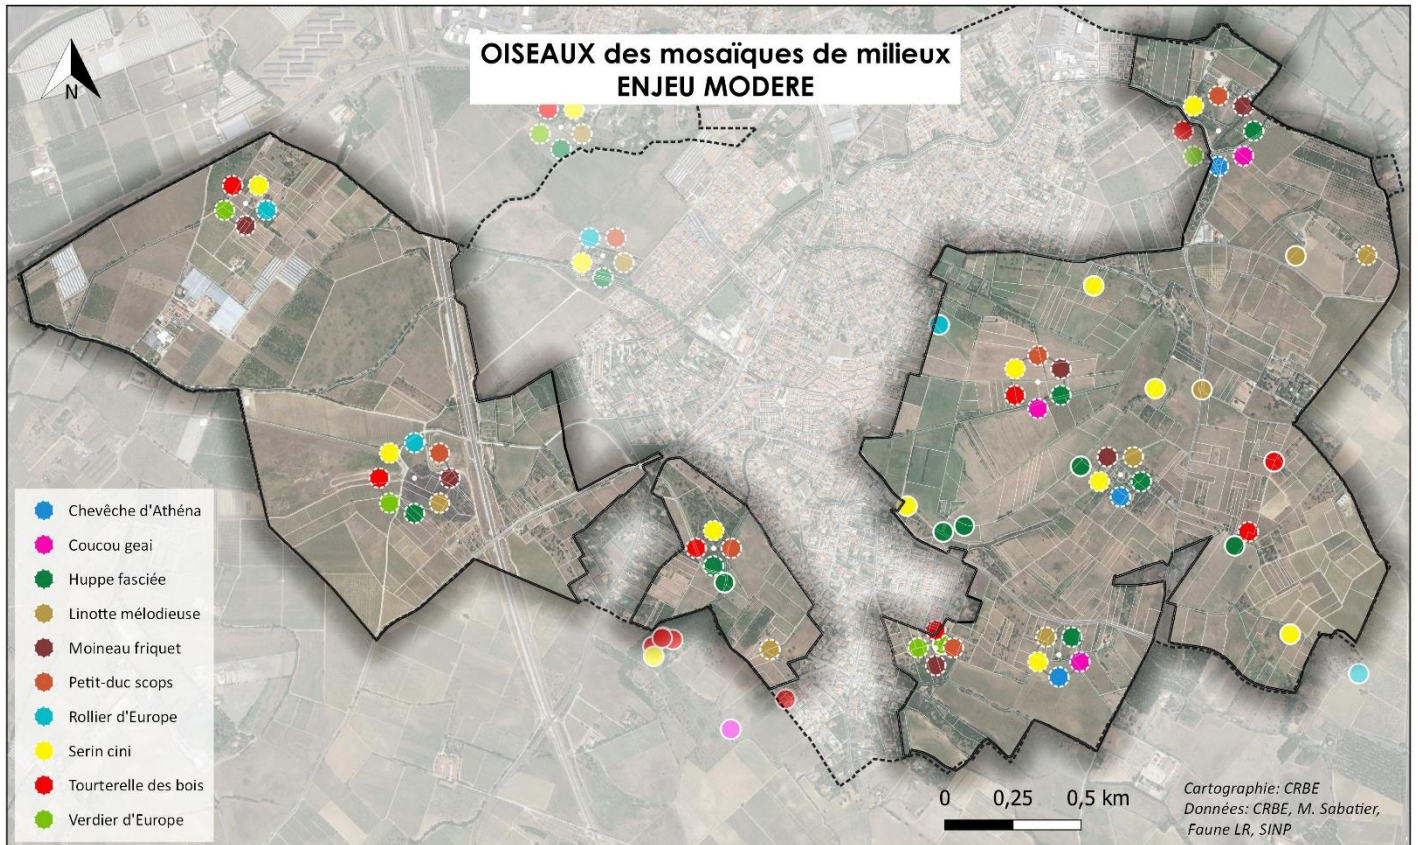 OISEAUX des mosaïques de milieux
ENJEU MODERE
N
Chevêche d'Athéna
Coucou geai
Huppe fasciée
Linotte mélodieuse
Moineau friquet
Petit-duc scops
Rollier d'Europe
Serin cini
Tourterelle des bois
Verdier d'Europe
0 0,25 0,5 km
Cartographie: CRBE
Données: CRBE, M. Sabatier,
Faune LR, SINP